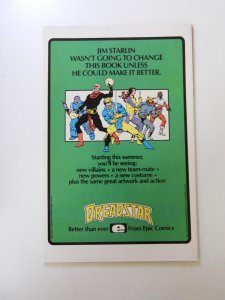 JIM STARLIN
WASN'T GOING TO CHANGE
THIS BOOK UNLESS
HE COULD MAKE IT BETTER.
Starting this summer,
you'll be seeing:
new villains • a new team-mate •
new powers • a new costume •
plus the same great artwork and action
DREADSTAR
Better than ever e From Epic Comics